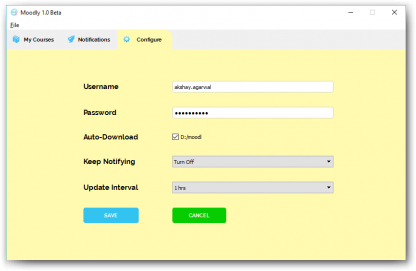 Moodly 1.0 Beta
File
My Courses Notifications Configure
Username akshay.agarwal
Password ••••••••••
Auto-Download D:/moodl
Keep Notifying Turn Off
Update Interval 1 hrs
SAVE CANCEL